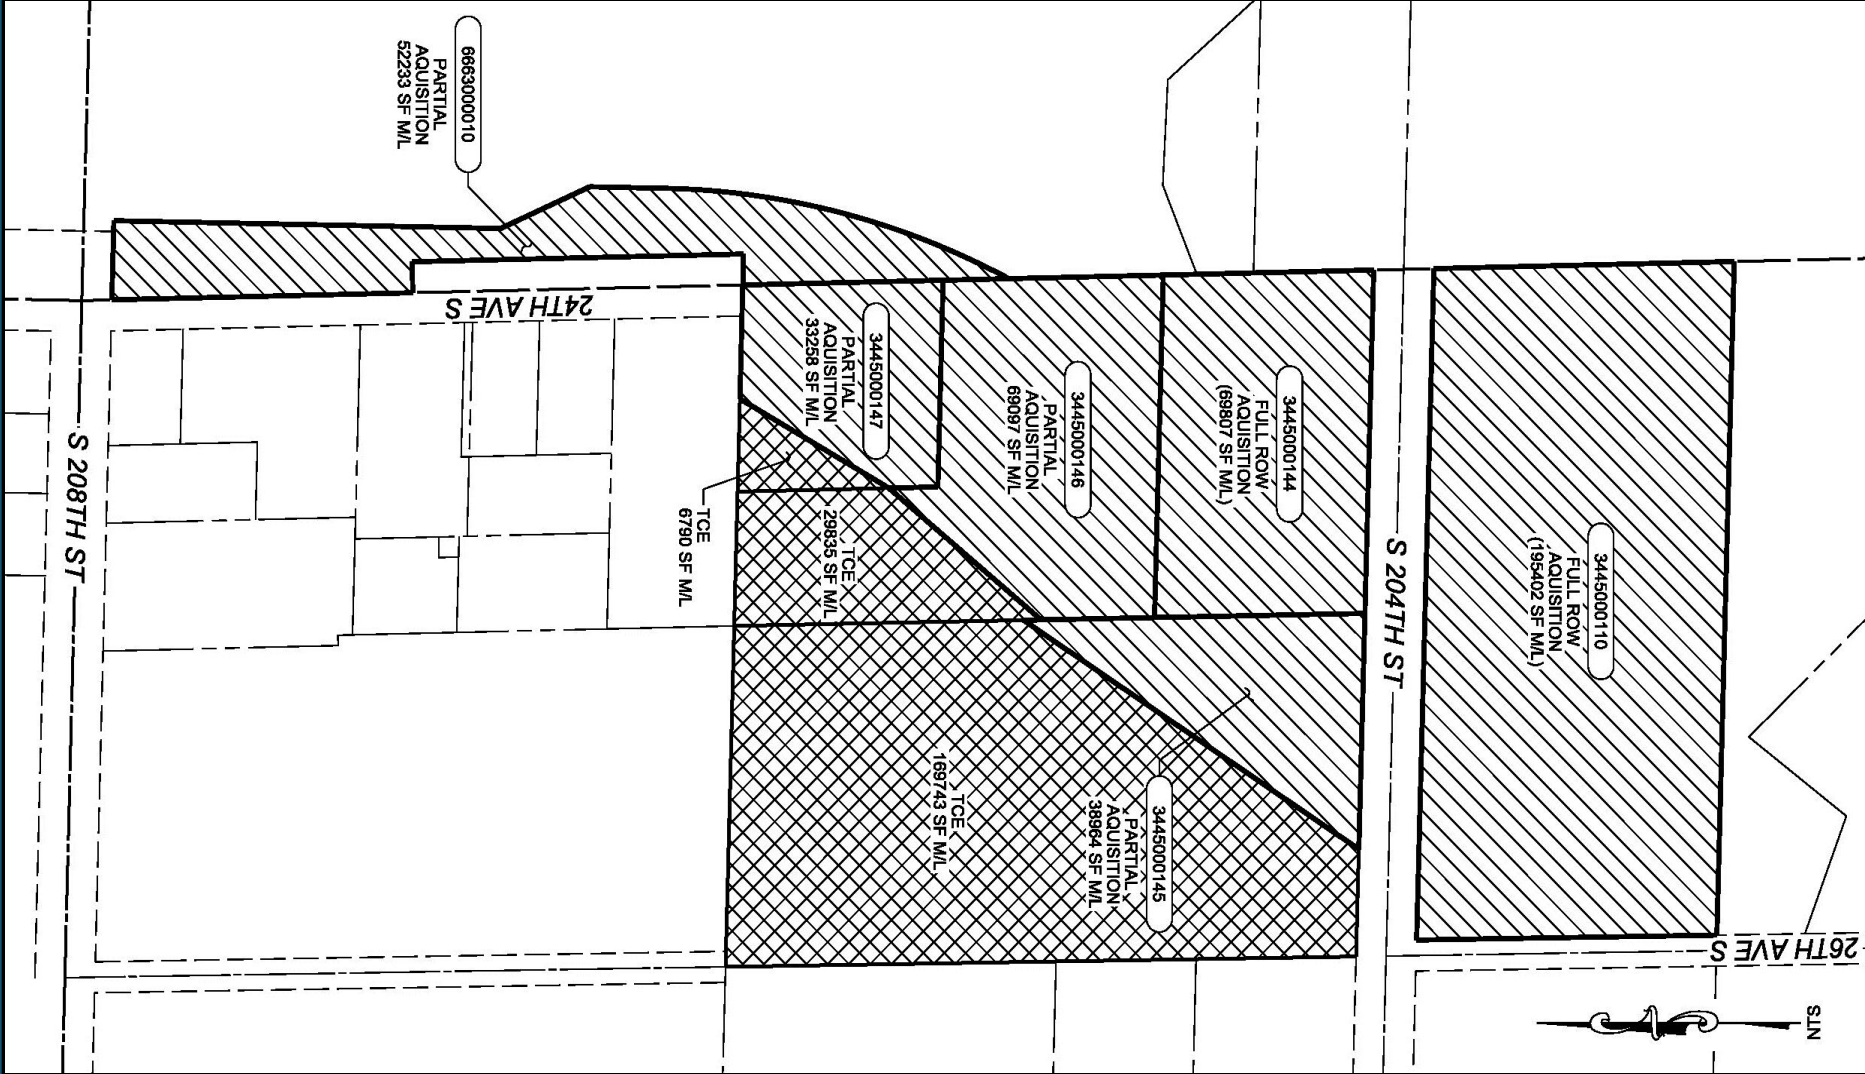 6663000010
PARTIAL
AQUISITION
52233 SF M/L
24TH AVE S
S 208TH ST
3445000147
PARTIAL
AQUISITION
33258 SF M/L
3445000146
PARTIAL
AQUISITION
69097 SF M/L
3445000144
FULL ROW
AQUISITION
(69807 SF M/L)
S 204TH ST
3445000110
FULL ROW
AQUISITION
(195402 SF M/L)
TCE
6790 SF M/L
TCE
29835 SF M/L
TCE
169743 SF M/L
3445000145
PARTIAL
AQUISITION
38964 SF M/L
26TH AVE S
N
NTS